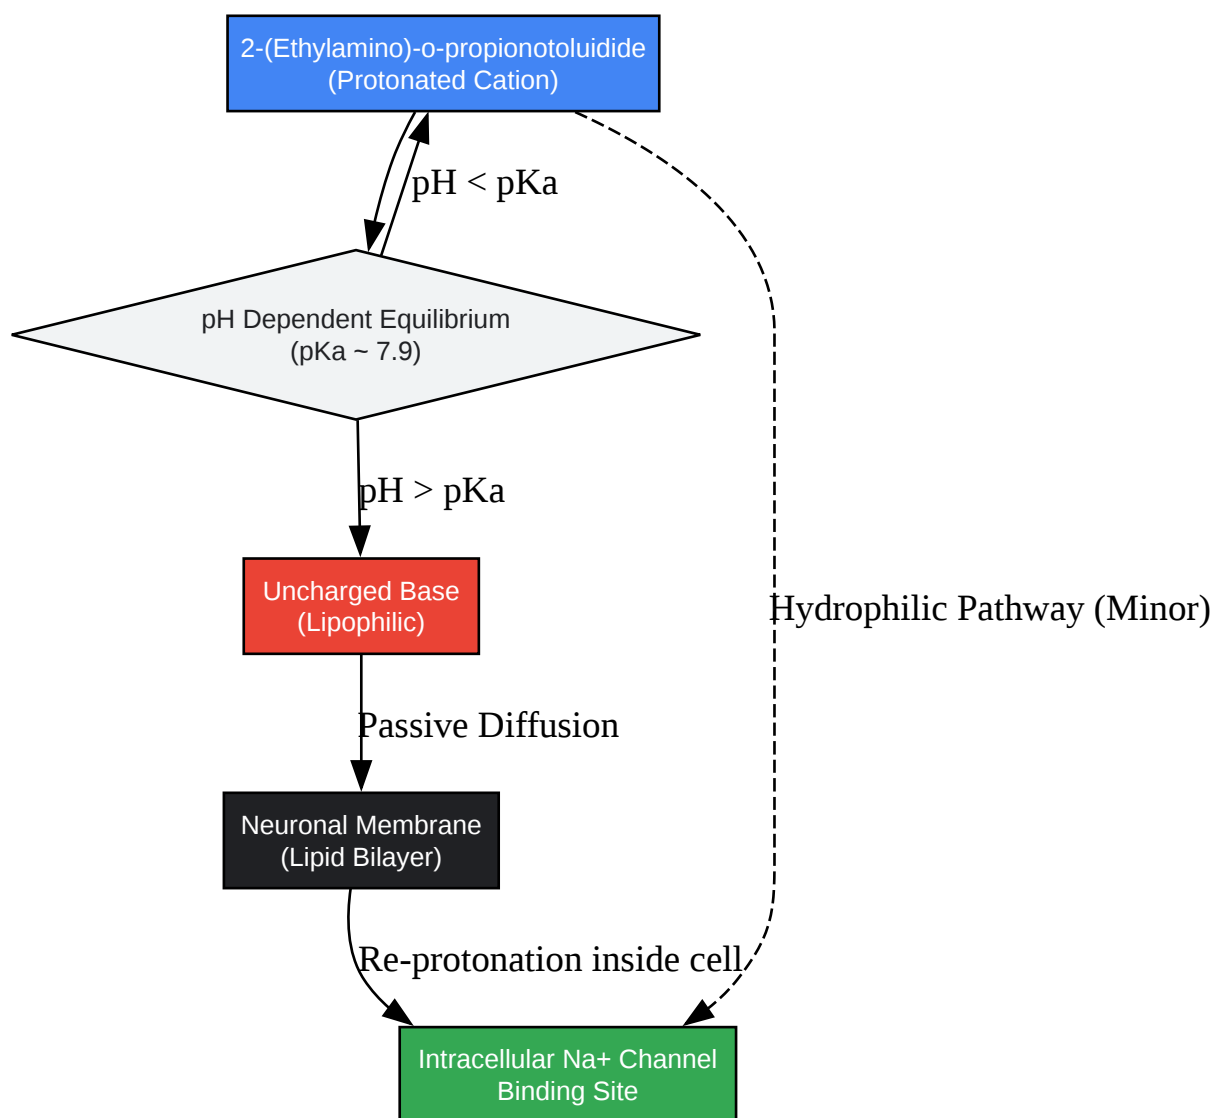 2-(Ethylamino)-o-propionotoluidide
(Protonated Cation)
pH < pKa
pH Dependent Equilibrium
(pKa ~ 7.9)
pH > pKa
Uncharged Base
(Lipophilic)
Hydrophilic Pathway (Minor)
Passive Diffusion
Neuronal Membrane
(Lipid Bilayer)
Re-protonation inside cell
Intracellular Na+ Channel
Binding Site